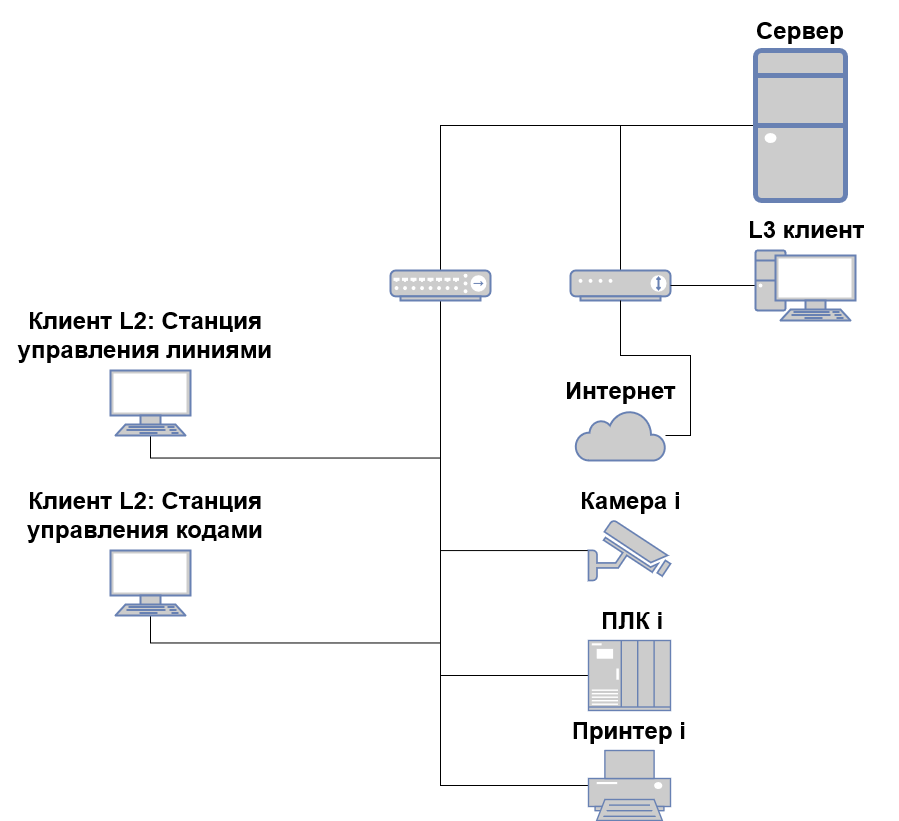 Сервер
L3 клиент
Клиент L2: Станция
управления линиями
Интернет
Клиент L2: Станция
управления кодами
Камера i
ПЛК i
Принтер i